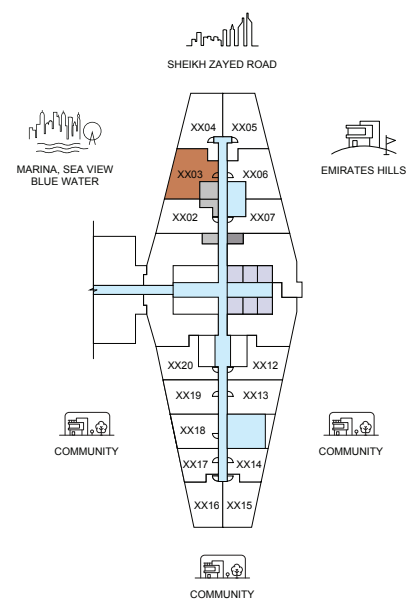 SHEIKH ZAYED ROAD
MARINA, SEA VIEW
BLUE WATER
EMIRATES HILLS
XX04
XX05
XX03
XX06
XX02
XX07
XX20
XX12
XX19
XX13
XX18
XX17
XX14
XX16
XX15
COMMUNITY
COMMUNITY
COMMUNITY